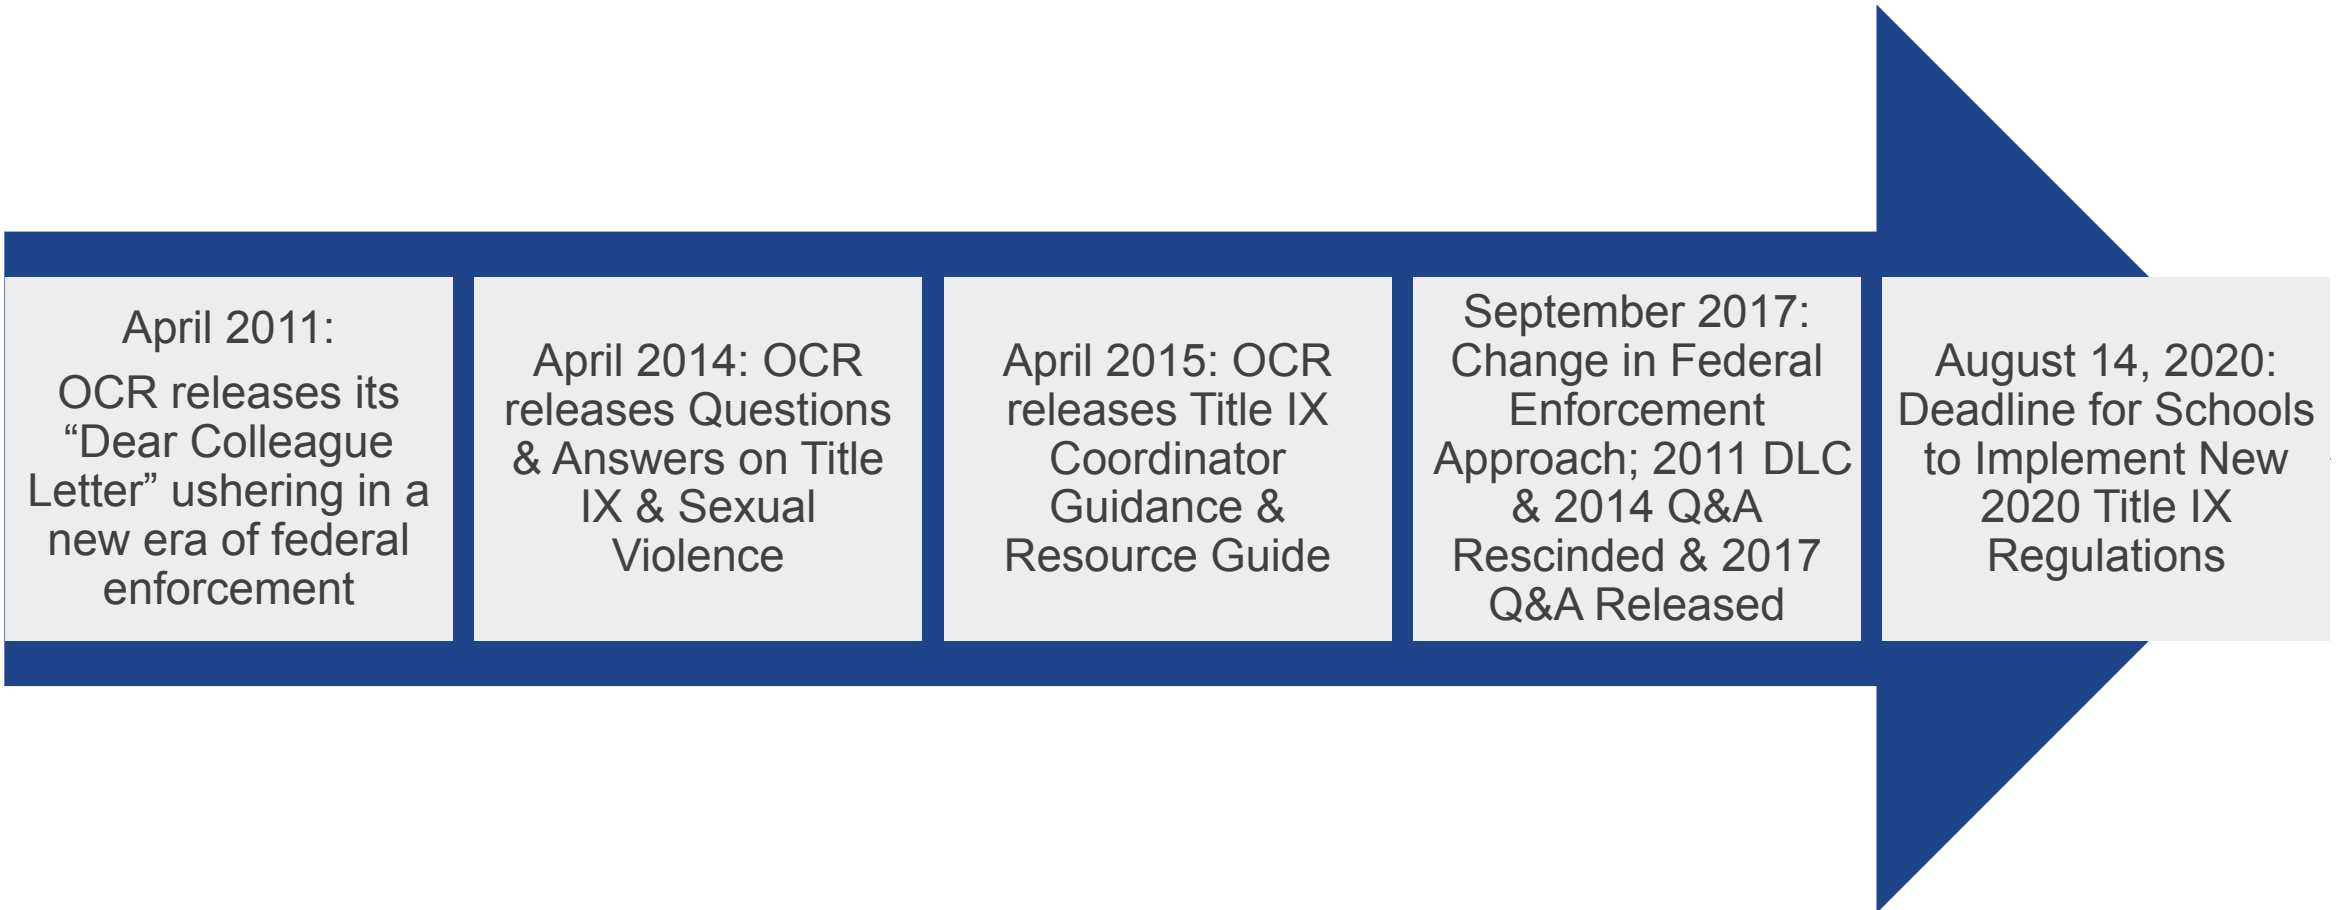 April 2011:
OCR releases its
“Dear Colleague
Letter” ushering in a
new era of federal
enforcement
April 2014: OCR
releases Questions
& Answers on Title
IX & Sexual
Violence
April 2015: OCR
releases Title IX
Coordinator
Guidance &
Resource Guide
September 2017:
Change in Federal
Enforcement
Approach; 2011 DLC
& 2014 Q&A
Rescinded & 2017
Q&A Released
August 14, 2020:
Deadline for Schools
to Implement New
2020 Title IX
Regulations